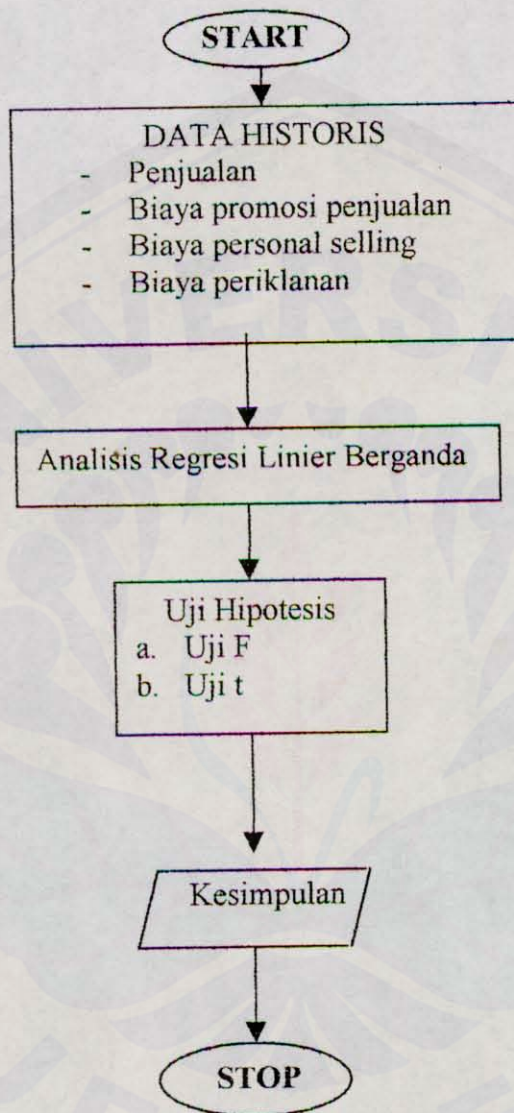 START
DATA HISTORIS
- Penjualan
- Biaya promosi penjualan
- Biaya personal selling
- Biaya periklanan
Analisis Regresi Linier Berganda
Uji Hipotesis
a. Uji F
b. Uji t
Kesimpulan
STOP